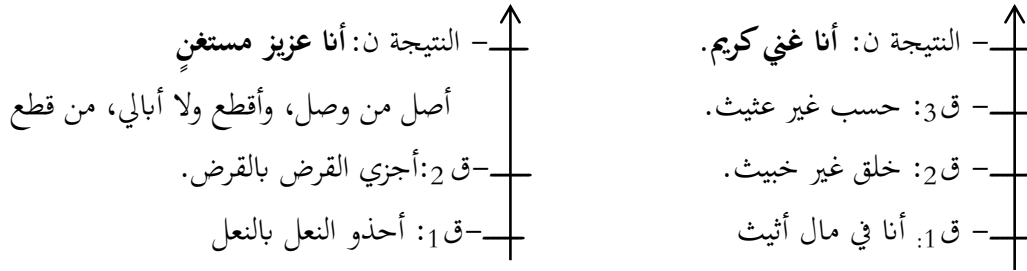 – النتيجة ن: أنا غني كريم.
– ق3: حسب غير عثيث.
– ق2: خلق غير خبيث.
– ق1: أنا في مال أثيث
– النتيجة ن: أنا عزيز مستغنٍ
أصل من وصل، وأقطع ولا أبالي، من قطع
–ق2:أجزي القرض بالقرض.
–ق1: أحذو النعل بالنعل